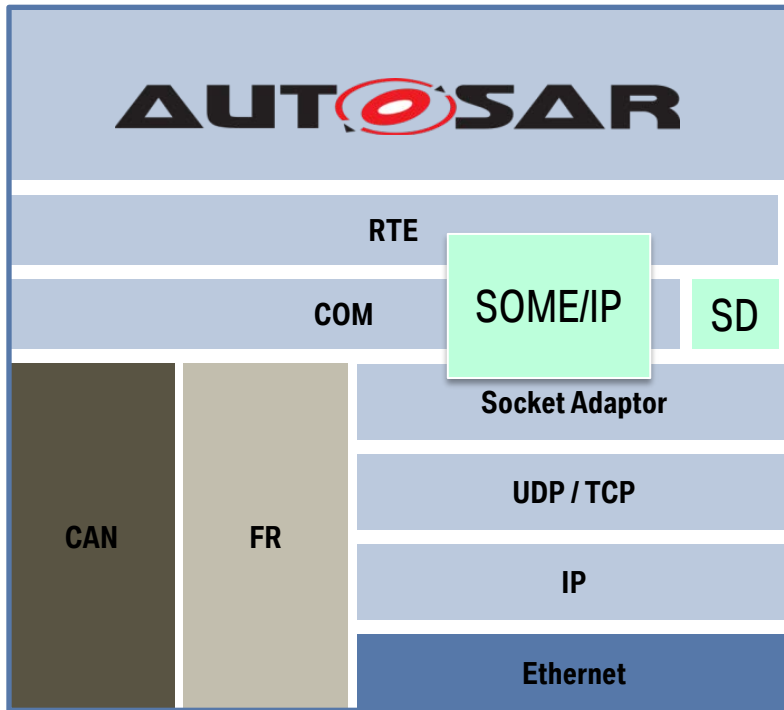 AUTOSAR
RTE
COM
SOME/IP
SD
Socket Adaptor
UDP / TCP
CAN
FR
IP
Ethernet